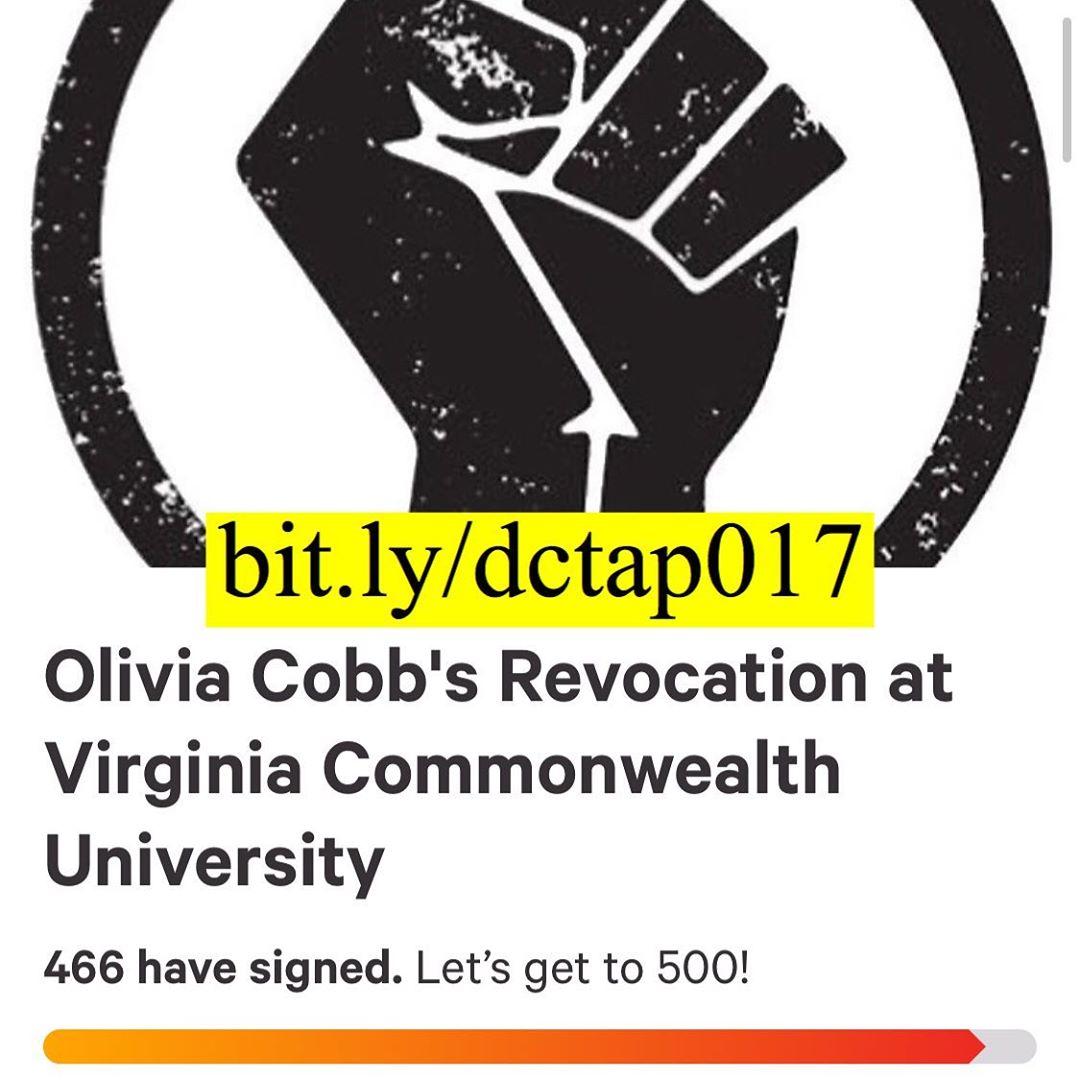 bit.ly/dctap017
Olivia Cobb's Revocation at
Virginia Commonwealth
University
466 have signed. Let’s get to 500!